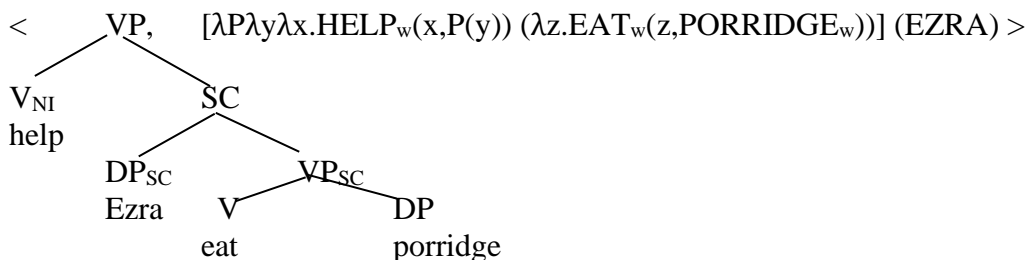 < VP, [λPλyλx.HELPw(x,P(y)) (λz.EATw(z,PORRIDGEw))] (EZRA) >
VNI SC
help
DPSC VPSC
Ezra V DP
eat porridge